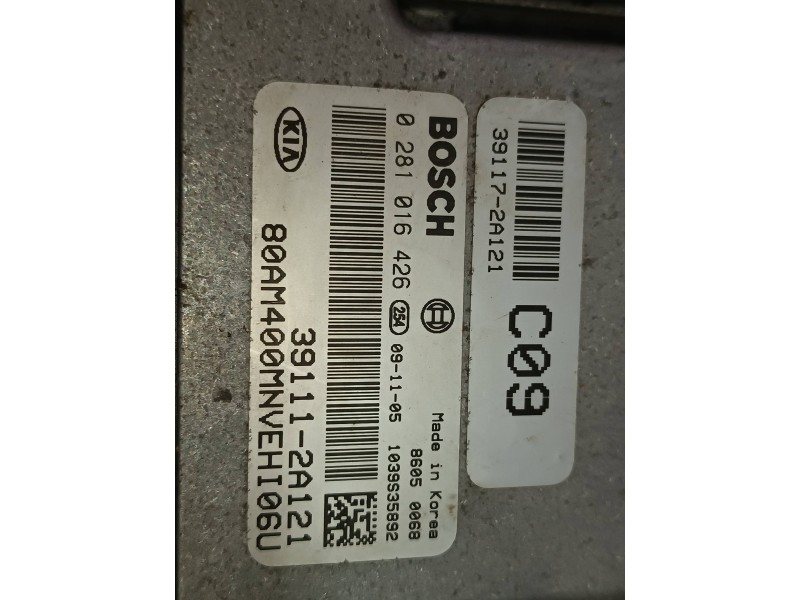 39117-2A121
C09
BOSCH
Made in Korea
0 281 016 426 254 09-11-05
8605 0068
1039S35892
KIA
39111-2A121
80AM400MNVEHI06U